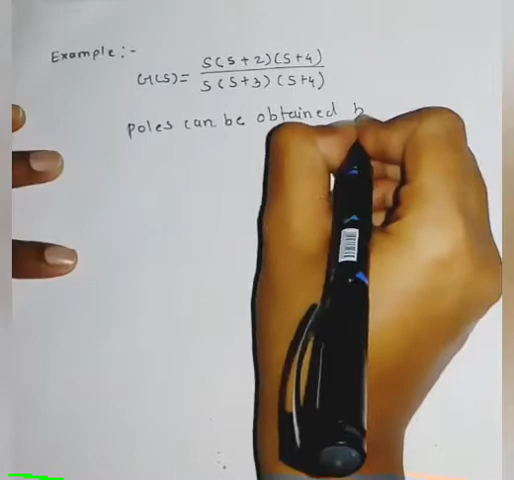 Example:-
G(s)= s(s+2)(s+4)
s(s+3)(s+4)
poles can be obtained b